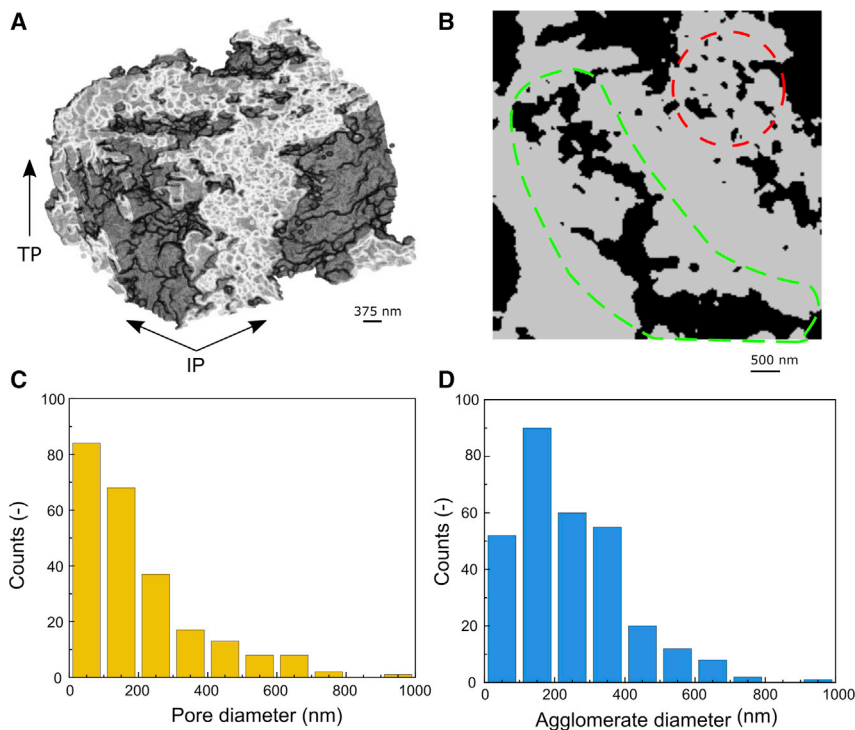 A
TP
IP
375 nm
B
500 nm
C
Counts (-)
100
80
60
40
20
0
0 200 400 600 800 1000
Pore diameter (nm)
D
Counts (-)
100
80
60
40
20
0
0 200 400 600 800 1000
Agglomerate diameter (nm)